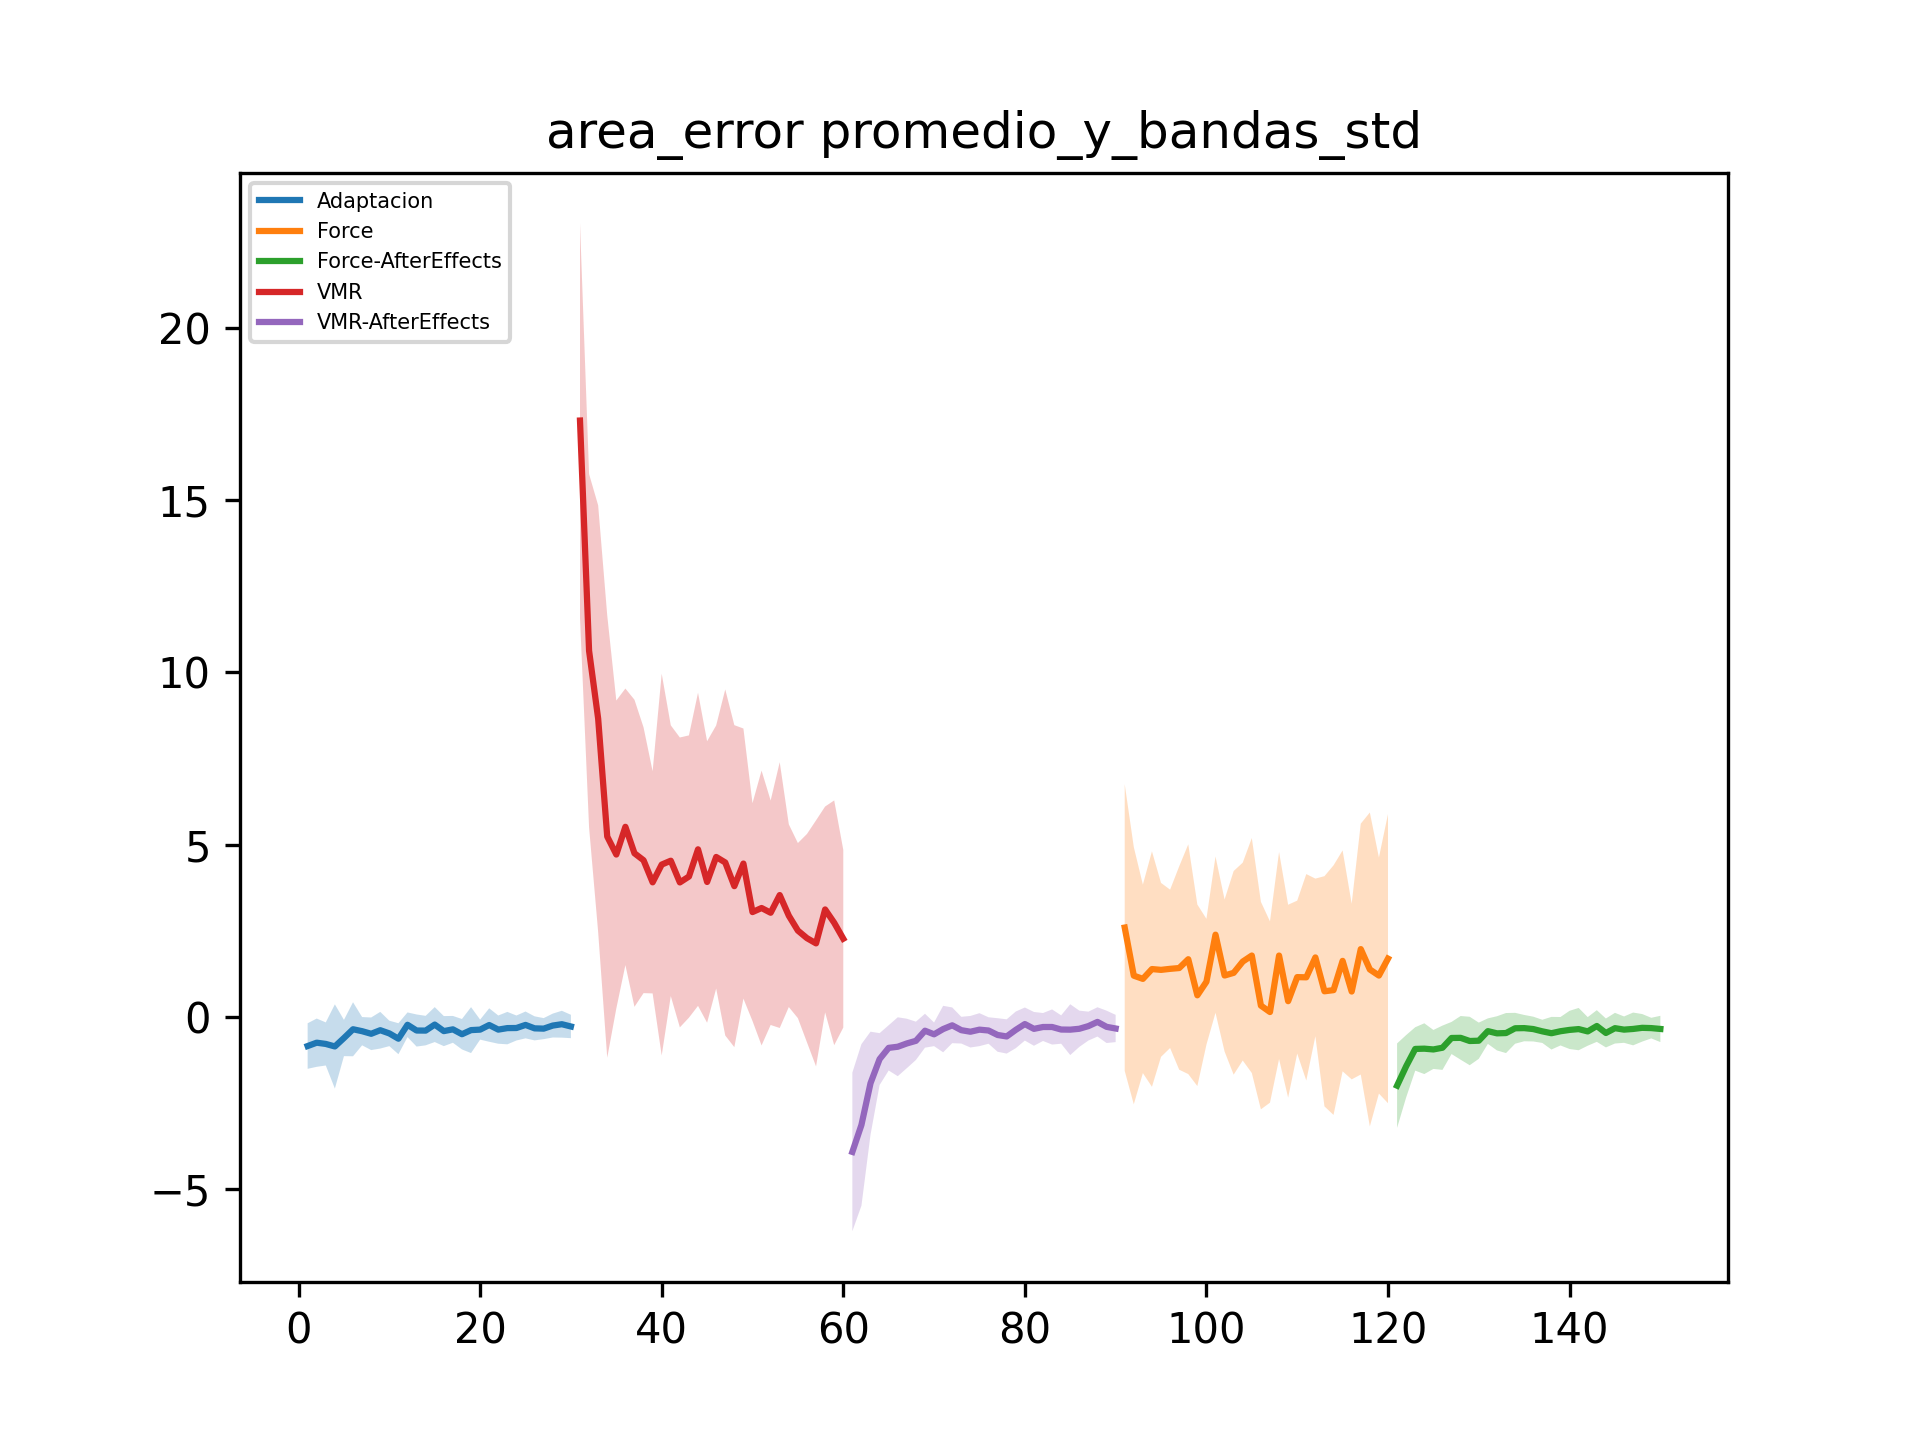 area_error promedio_y_bandas_std
Adaptacion
Force
Force-AfterEffects
VMR
VMR-AfterEffects
20
15
10
5
0
−5
0 20 40 60 80 100 120 140